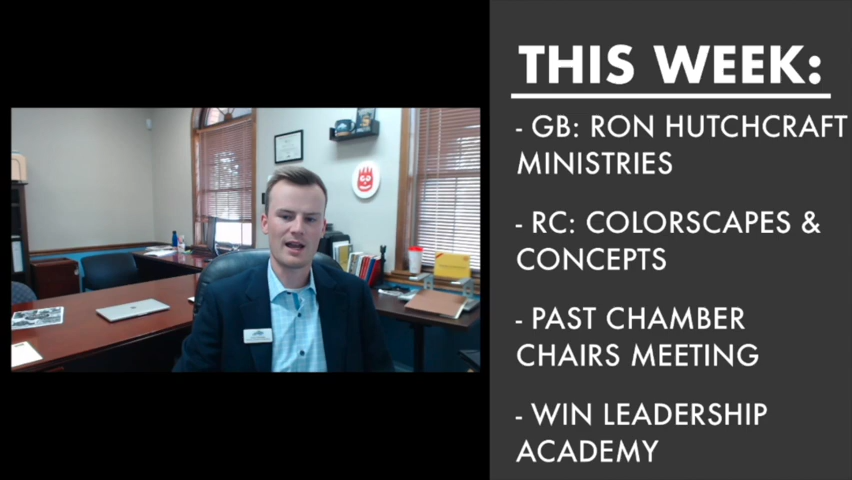 THIS WEEK:
- GB: RON HUTCHCRAFT
MINISTRIES
- RC: COLORSCAPES &
CONCEPTS
- PAST CHAMBER
CHAIRS MEETING
- WIN LEADERSHIP
ACADEMY